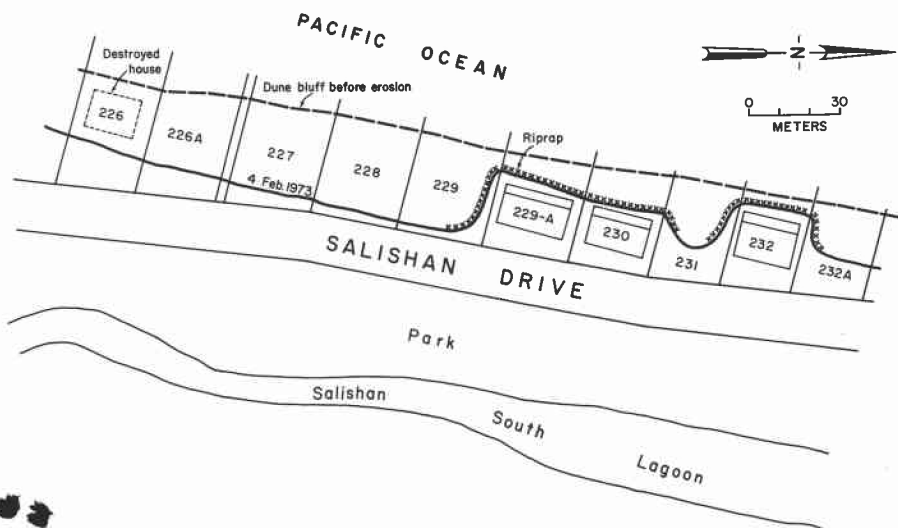 PACIFIC OCEAN
N
0 30
METERS
Destroyed
house
Dune bluff before erosion
Riprap
226
226A
227
228
229
229-A
230
231
232
232A
4 Feb. 1973
SALISHAN DRIVE
Park
Salishan South Lagoon